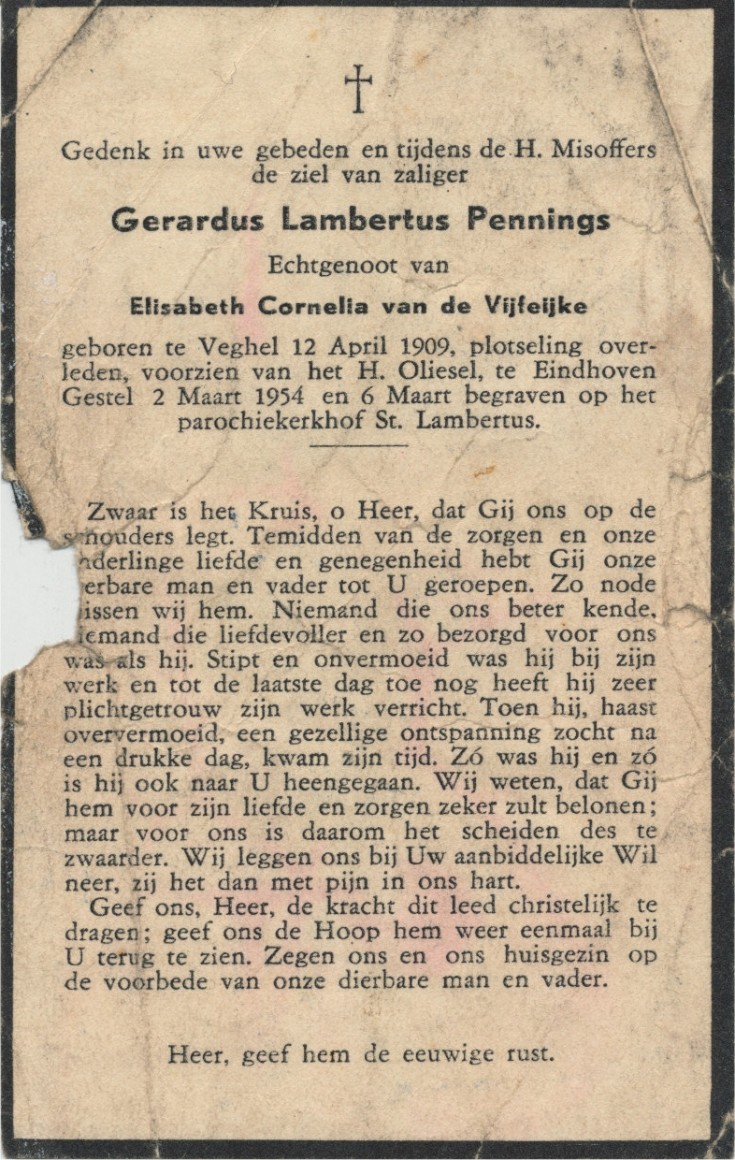 Gedenk in uwe gebeden en tijdens de H. Misoffers
de ziel van zaliger
Gerardus Lambertus Pennings
Echtgenoot van
Elisabeth Cornelia van de Vijfeijke
geboren te Veghel 12 April 1909, plotseling over-
leden, voorzien van het H. Oliesel, te Eindhoven
Gestel 2 Maart 1954 en 6 Maart begraven op het
parochiekerkhof St. Lambertus.
Zwaar is het Kruis, o Heer, dat Gij ons op de
schouders legt. Temidden van de zorgen en onze
onderlinge liefde en genegenheid hebt Gij onze
dierbare man en vader tot U geroepen. Zo node
missen wij hem. Niemand die ons beter kende,
niemand die liefdevoller en zo bezorgd voor ons
was als hij. Stipt en onvermoeid was hij bij zijn
werk en tot de laatste dag toe nog heeft hij zeer
plichtgetrouw zijn werk verricht. Toen hij, haast
oververmoeid, een gezellige ontspanning zocht na
een drukke dag, kwam zijn tijd. Zó was hij en zó
is hij ook naar U heengegaan. Wij weten, dat Gij
hem voor zijn liefde en zorgen zeker zult belonen;
maar voor ons is daarom het scheiden des te
zwaarder. Wij leggen ons bij Uw aanbiddelijke Wil
neer, zij het dan met pijn in ons hart.
Geef ons, Heer, de kracht dit leed christelijk te
dragen; geef ons de Hoop hem weer eenmaal bij
U terug te zien. Zegen ons en ons huisgezin op
de voorbede van onze dierbare man en vader.
Heer, geef hem de eeuwige rust.